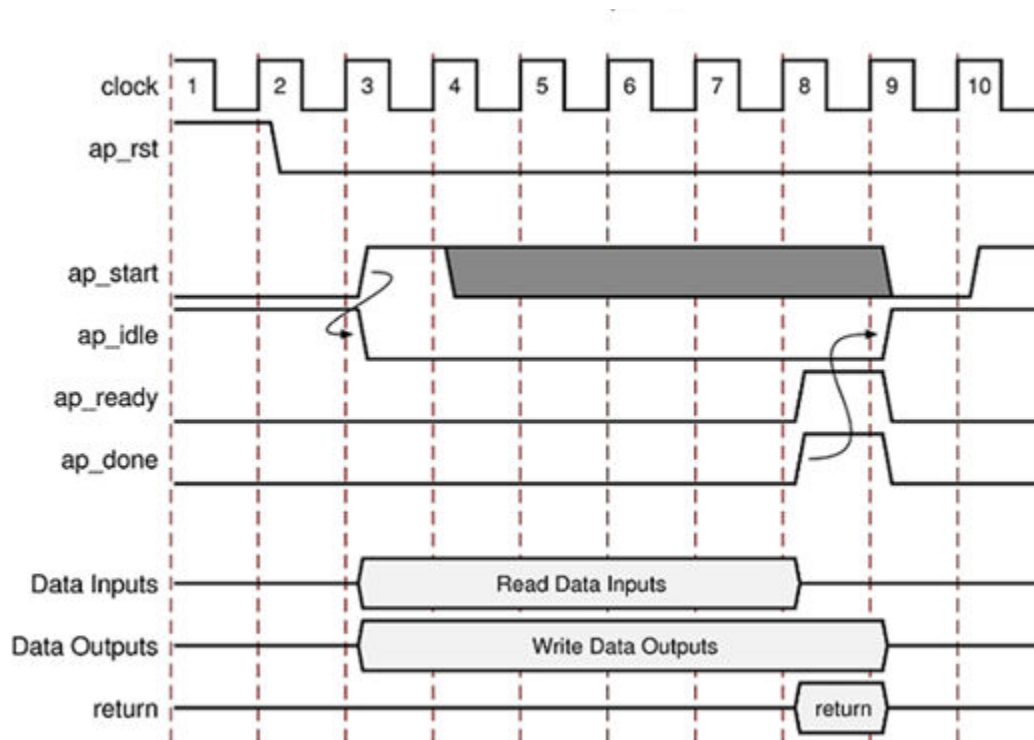 clock 1 2 3 4 5 6 7 8 9 10
ap_rst
ap_start
ap_idle
ap_ready
ap_done
Data Inputs Read Data Inputs
Data Outputs Write Data Outputs
return return